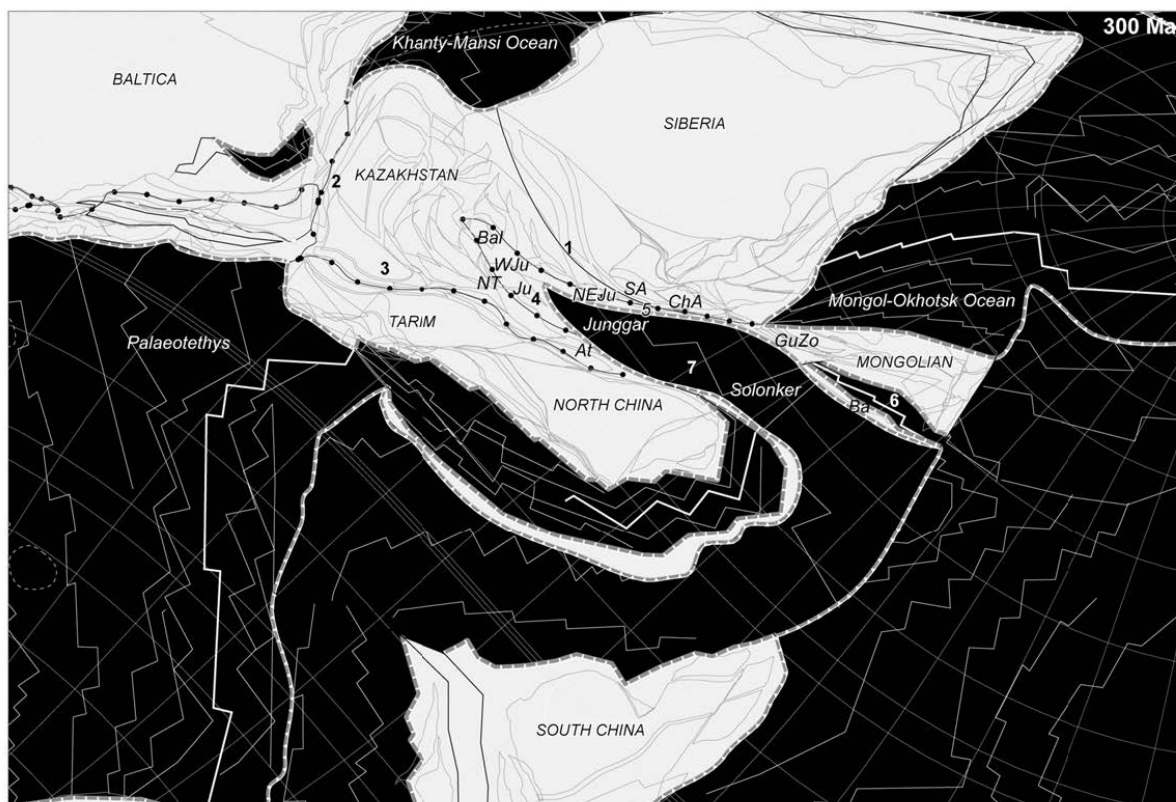 300 Ma
Khanty-Mansi Ocean
BALTICA
SIBERIA
2
KAZAKHSTAN
Bal
1
WJu
3
NT
Ju
NEJu
SA
4
5
ChA
Mongol-Okhotsk Ocean
TARIM
Junggar
Palaeotethys
GuZo
At
MONGOLIAN
7
Solonker
NORTH CHINA
Ba
6
SOUTH CHINA